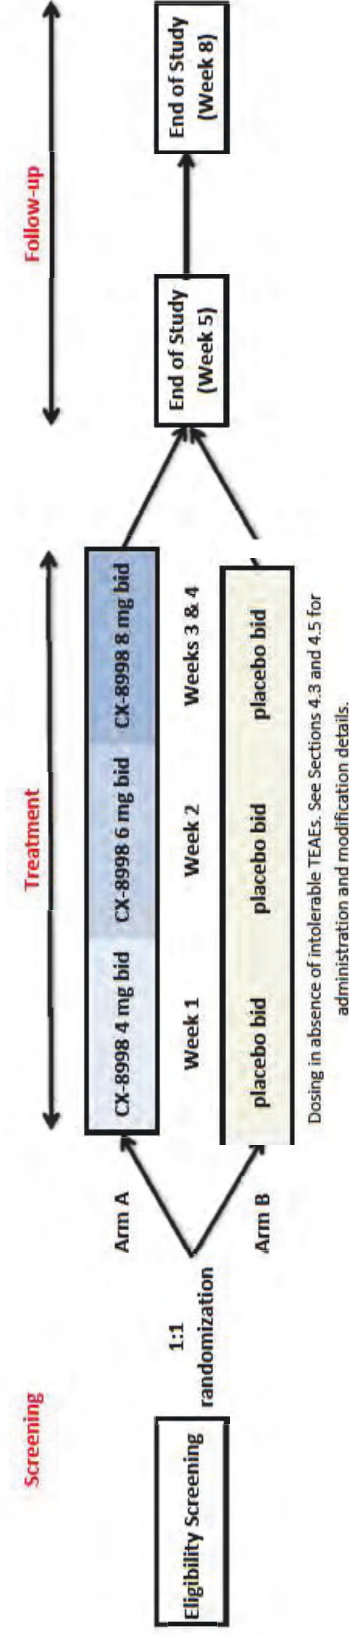 Screening
Treatment
Follow-up
Eligibility Screening
1:1
randomization
Arm A
Arm B
CX-8998 4 mg bid
CX-8998 6 mg bid
CX-8998 8 mg bid
Week 1
Week 2
Weeks 3 & 4
placebo bid
placebo bid
placebo bid
Dosing in absence of intolerable TEAEs. See Sections 4.3 and 4.5 for
administration and modification details.
End of Study
(Week 5)
End of Study
(Week 8)